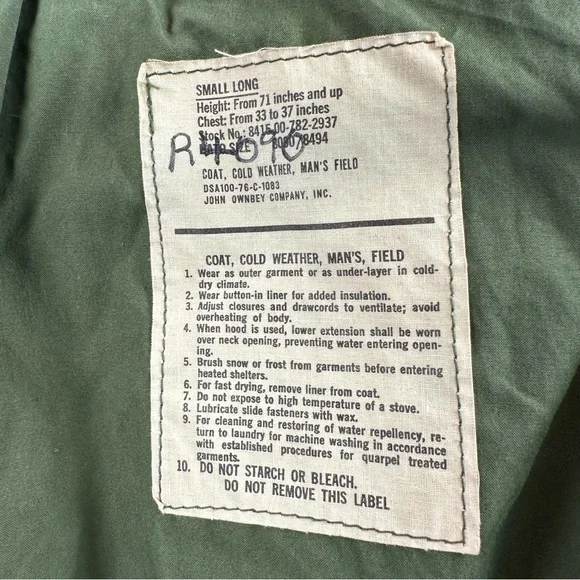 SMALL LONG
Height: From 71 inches and up
Chest: From 33 to 37 inches
Stock No.: 8415-00-782-2937
NATO SIZE 8494
COAT, COLD WEATHER, MAN'S FIELD
DSA100-76-C-1083
JOHN OWNBEY COMPANY, INC.
COAT, COLD WEATHER, MAN'S, FIELD
1. Wear as outer garment or as under-layer in cold-
dry climate.
2. Wear button-in liner for added insulation.
3. Adjust closures and drawcords to ventilate; avoid
overheating of body.
4. When hood is used, lower extension shall be worn
over neck opening, preventing water entering open-
ing.
5. Brush snow or frost from garments before entering
heated shelters.
6. For fast drying, remove liner from coat.
7. Do not expose to high temperature of a stove.
8. Lubricate slide fasteners with wax.
9. For cleaning and restoring of water repellency, re-
turn to laundry for machine washing in accordance
with established procedures for quarpel treated
garments.
10. DO NOT STARCH OR BLEACH.
DO NOT REMOVE THIS LABEL